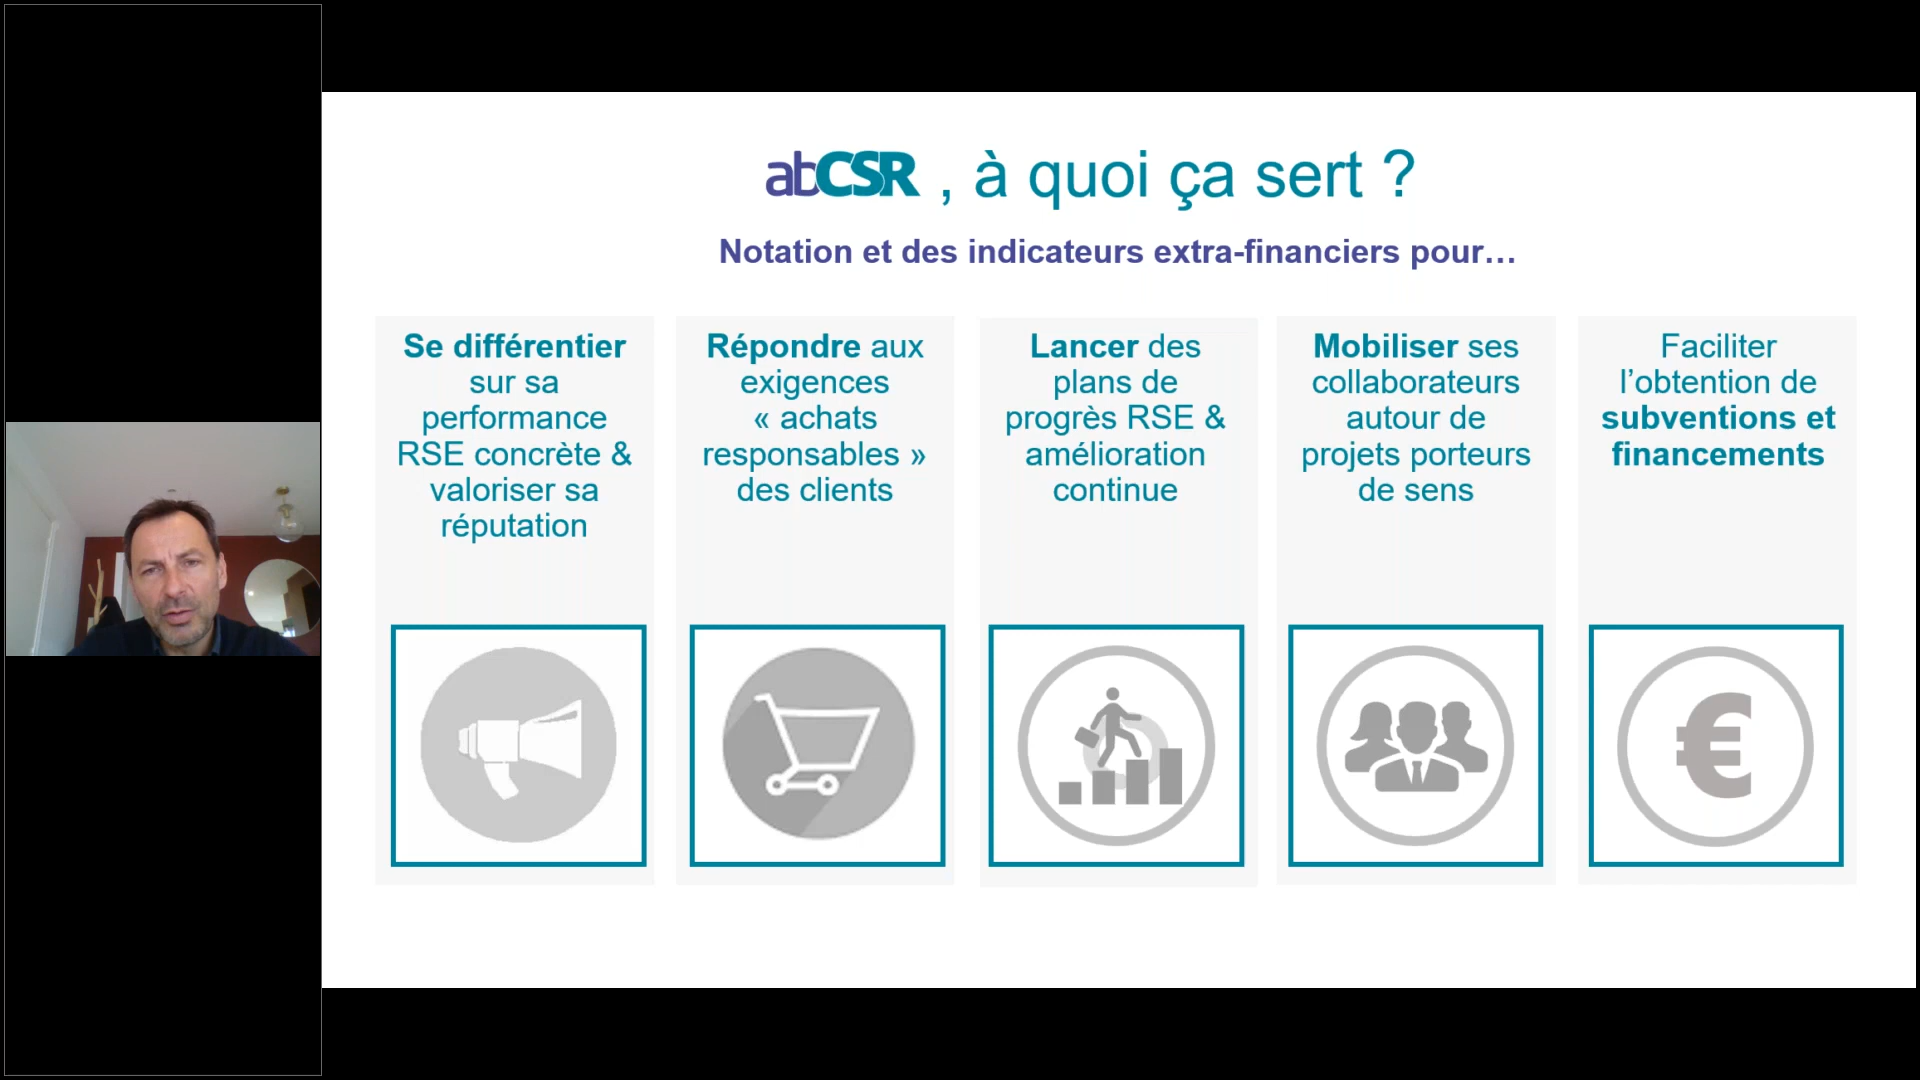 abCSR , à quoi ça sert ?
Notation et des indicateurs extra-financiers pour…
Se différentier
sur sa
performance
RSE concrète &
valoriser sa
réputation
Répondre aux
exigences
« achats
responsables »
des clients
Lancer des
plans de
progrès RSE &
amélioration
continue
Mobiliser ses
collaborateurs
autour de
projets porteurs
de sens
Faciliter
l’obtention de
subventions et
financements
€